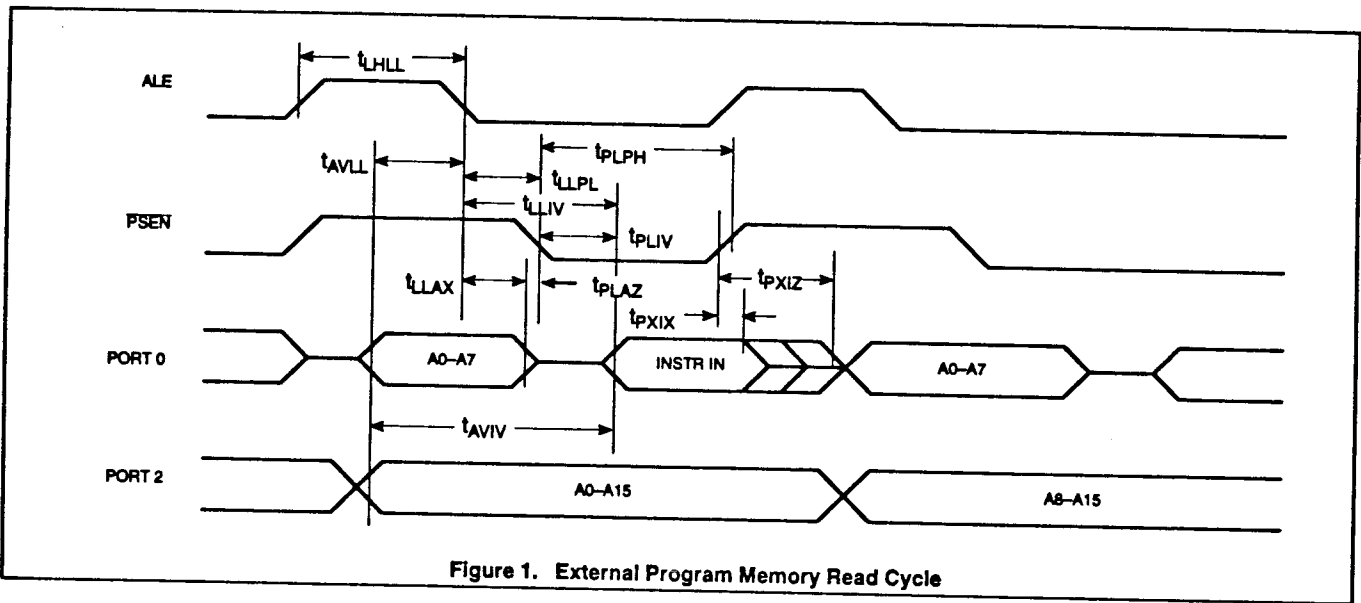 tLHLL
ALE
tAVLL
tPLPH
tLLPL
tLLIV
PSEN
tPLIV
tLLAX
tPLAZ
tPXIZ
tPXIX
PORT 0
A0–A7
INSTR IN
A0–A7
tAVIV
PORT 2
A0–A15
A8–A15
Figure 1. External Program Memory Read Cycle